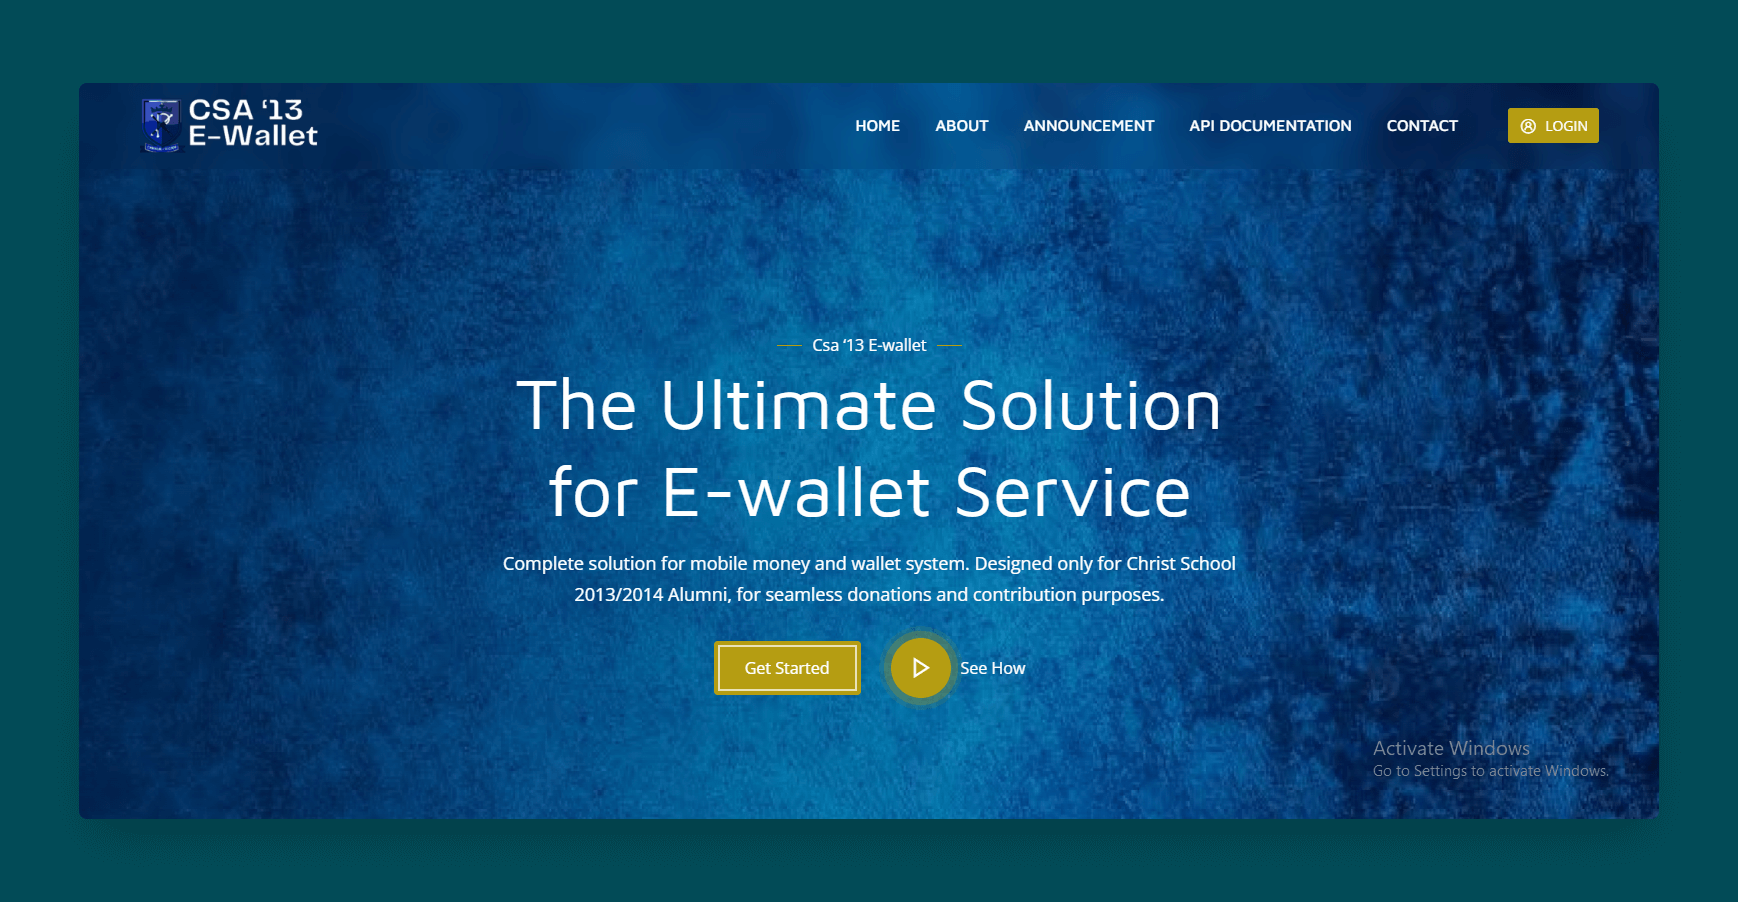 CSA ‘13
E-Wallet
HOME ABOUT ANNOUNCEMENT API DOCUMENTATION CONTACT LOGIN
Csa ‘13 E-wallet
The Ultimate Solution
for E-wallet Service
Complete solution for mobile money and wallet system. Designed only for Christ School
2013/2014 Alumni, for seamless donations and contribution purposes.
Get Started See How
Activate Windows
Go to Settings to activate Windows.